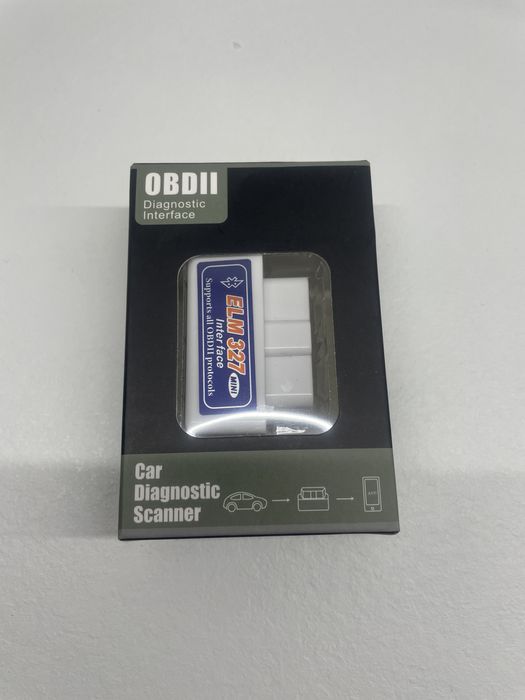 OBDII
Diagnostic
Interface
ELM 327 MINI
Inter face
Supports all OBDII protocols
Car
Diagnostic
Scanner